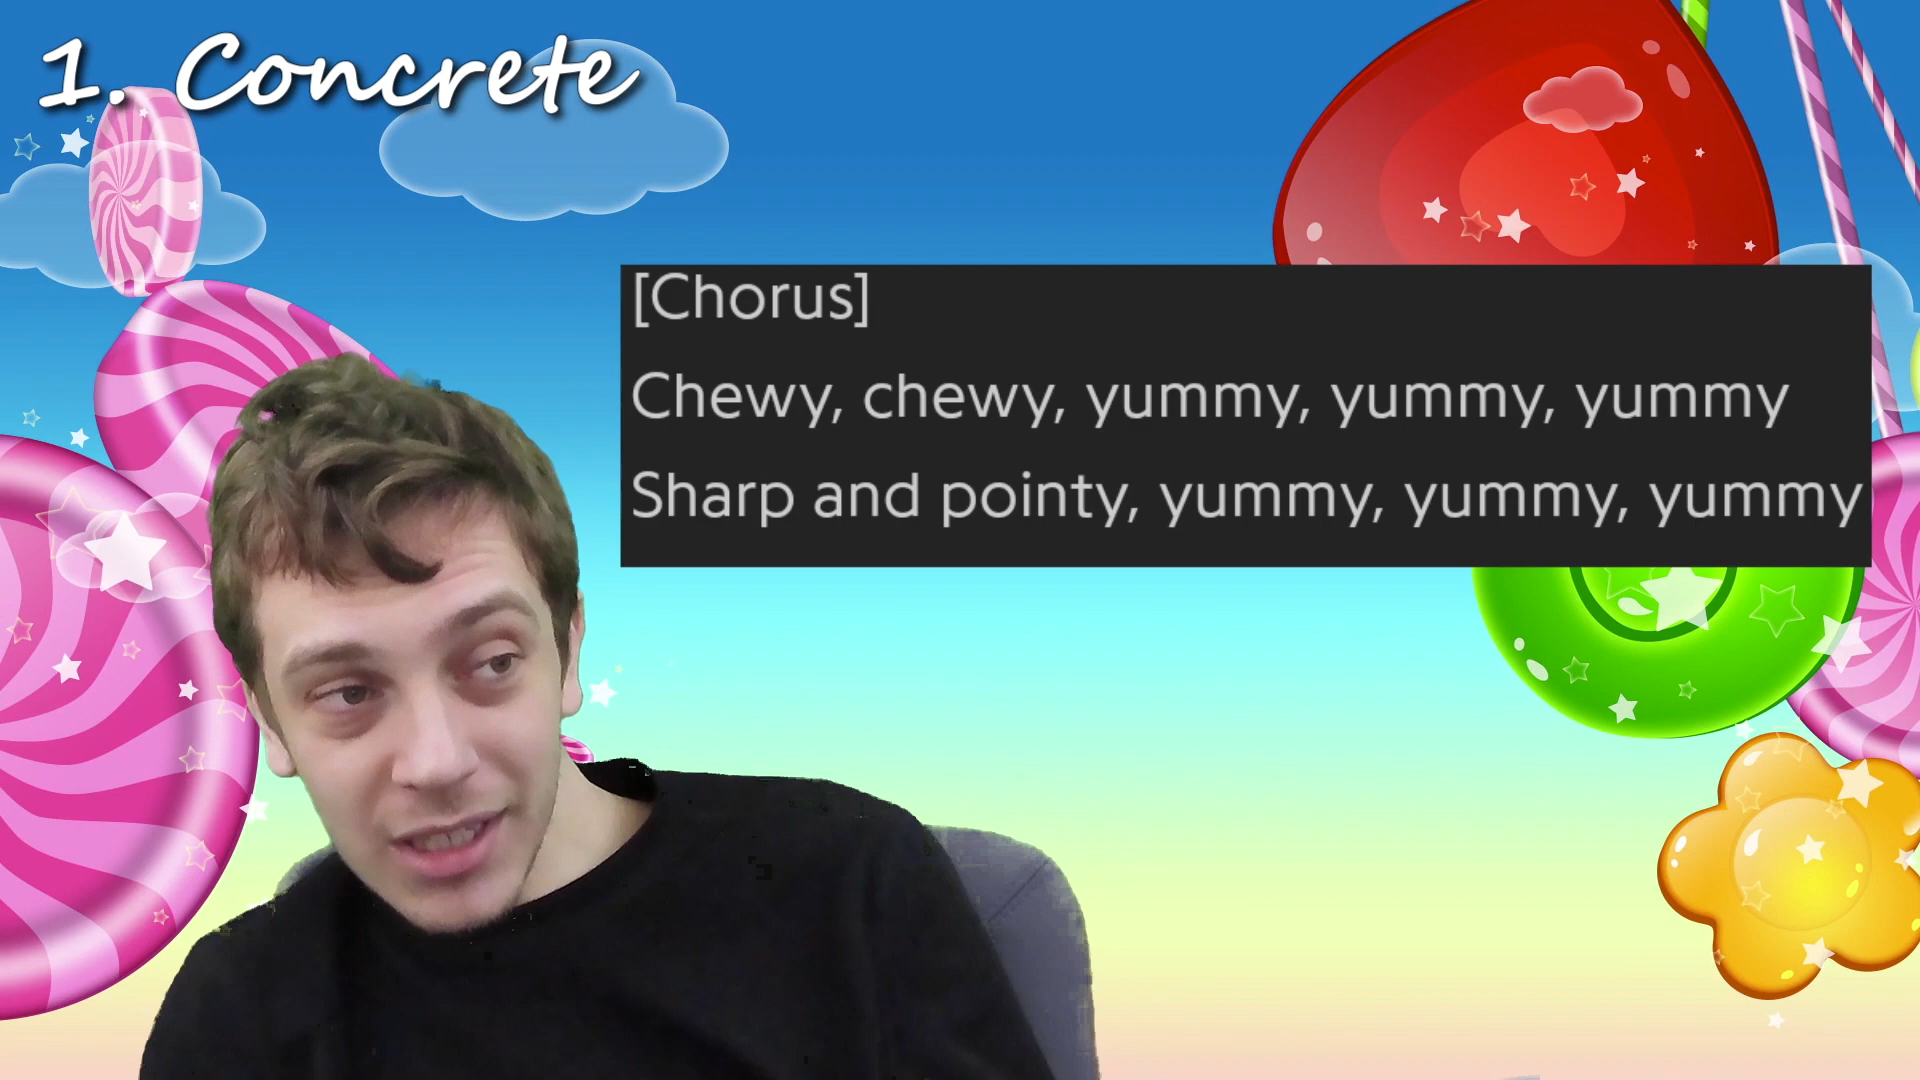 1. Concrete
[Chorus]
Chewy, chewy, yummy, yummy, yummy
Sharp and pointy, yummy, yummy, yummy